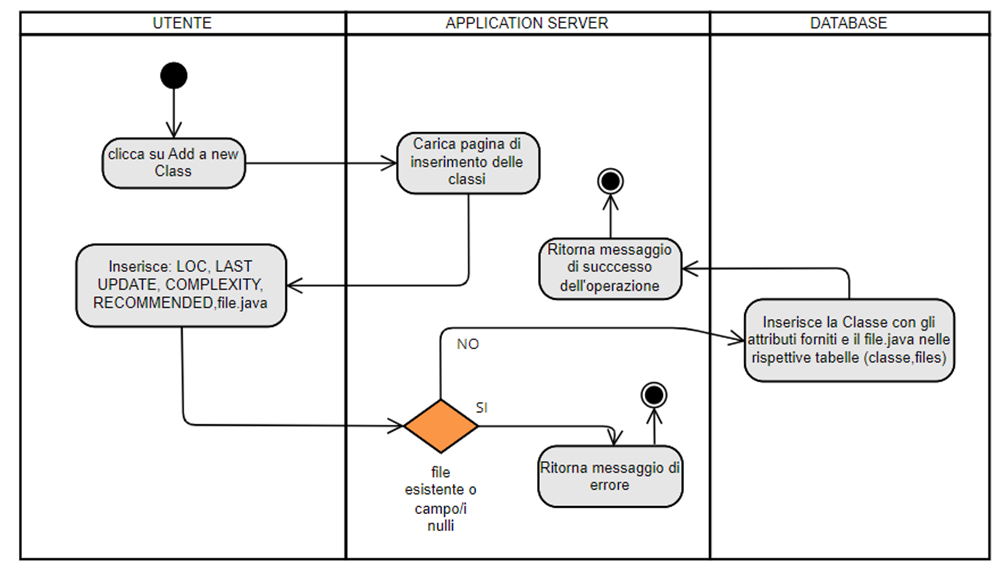 UTENTE
APPLICATION SERVER
DATABASE
clicca su Add a new
Class
Carica pagina di
inserimento delle
classi
Inserisce: LOC, LAST
UPDATE, COMPLEXITY,
RECOMMENDED,file.java
Ritorna messaggio
di succcesso
dell'operazione
Inserisce la Classe con gli
attributi forniti e il file.java nelle
rispettive tabelle (classe,files)
NO
SI
file
esistente o
campo/i
nulli
Ritorna messaggio di
errore